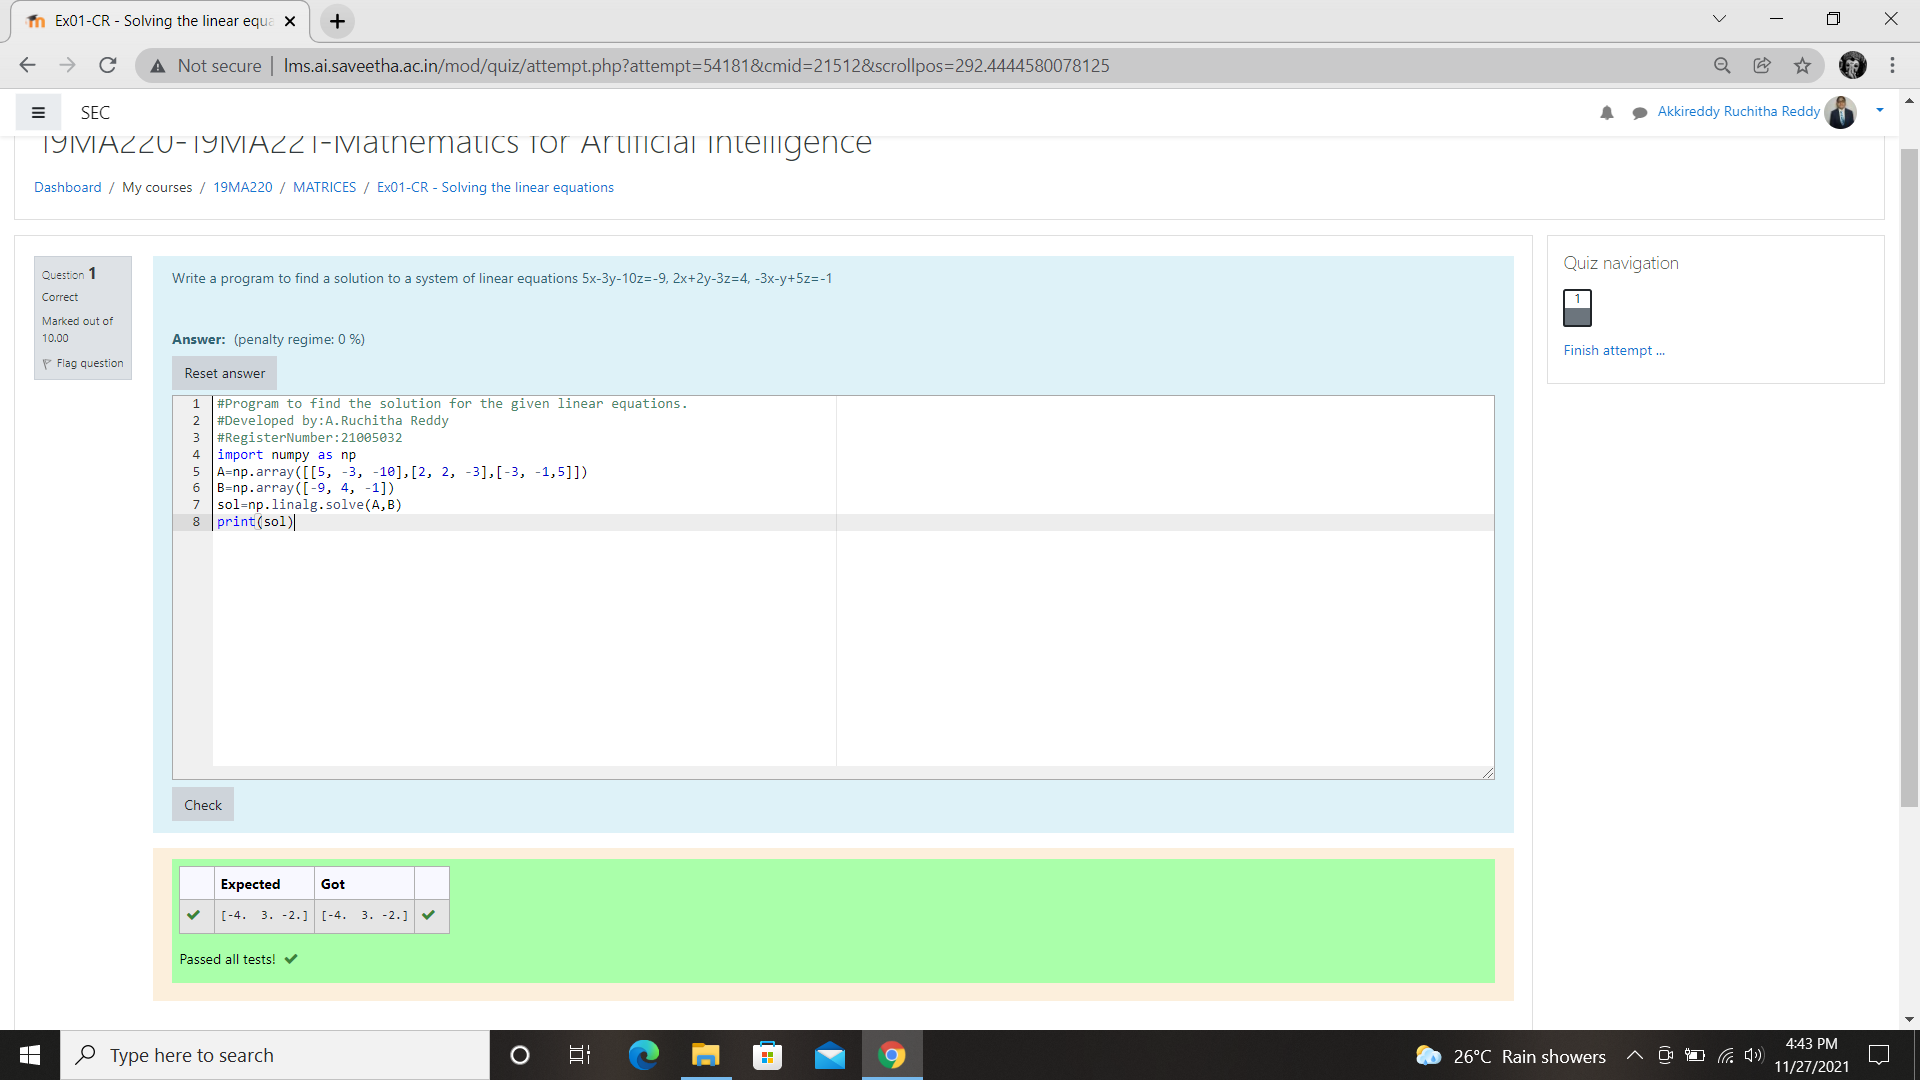 Ex01-CR - Solving the linear equa
Not secure | lms.ai.saveetha.ac.in/mod/quiz/attempt.php?attempt=54181&cmid=21512&scrollpos=292.4444580078125
SEC
Akkireddy Ruchitha Reddy
19MA220-19MA221-Mathematics for Artificial Intelligence
Dashboard / My courses / 19MA220 / MATRICES / Ex01-CR - Solving the linear equations
Question 1
Correct
Marked out of
10.00
Flag question
Write a program to find a solution to a system of linear equations 5x-3y-10z=-9, 2x+2y-3z=4, -3x-y+5z=-1
Answer: (penalty regime: 0 %)
Reset answer
1 #Program to find the solution for the given linear equations.
2 #Developed by:A.Ruchitha Reddy
3 #RegisterNumber:21005032
4 import numpy as np
5 A=np.array([[5, -3, -10],[2, 2, -3],[-3, -1,5]])
6 B=np.array([-9, 4, -1])
7 sol=np.linalg.solve(A,B)
8 print(sol)
Check
Expected Got
[-4.  3. -2.] [-4.  3. -2.]
Passed all tests!
Quiz navigation
1
Finish attempt ...
Type here to search
26°C Rain showers
4:43 PM
11/27/2021